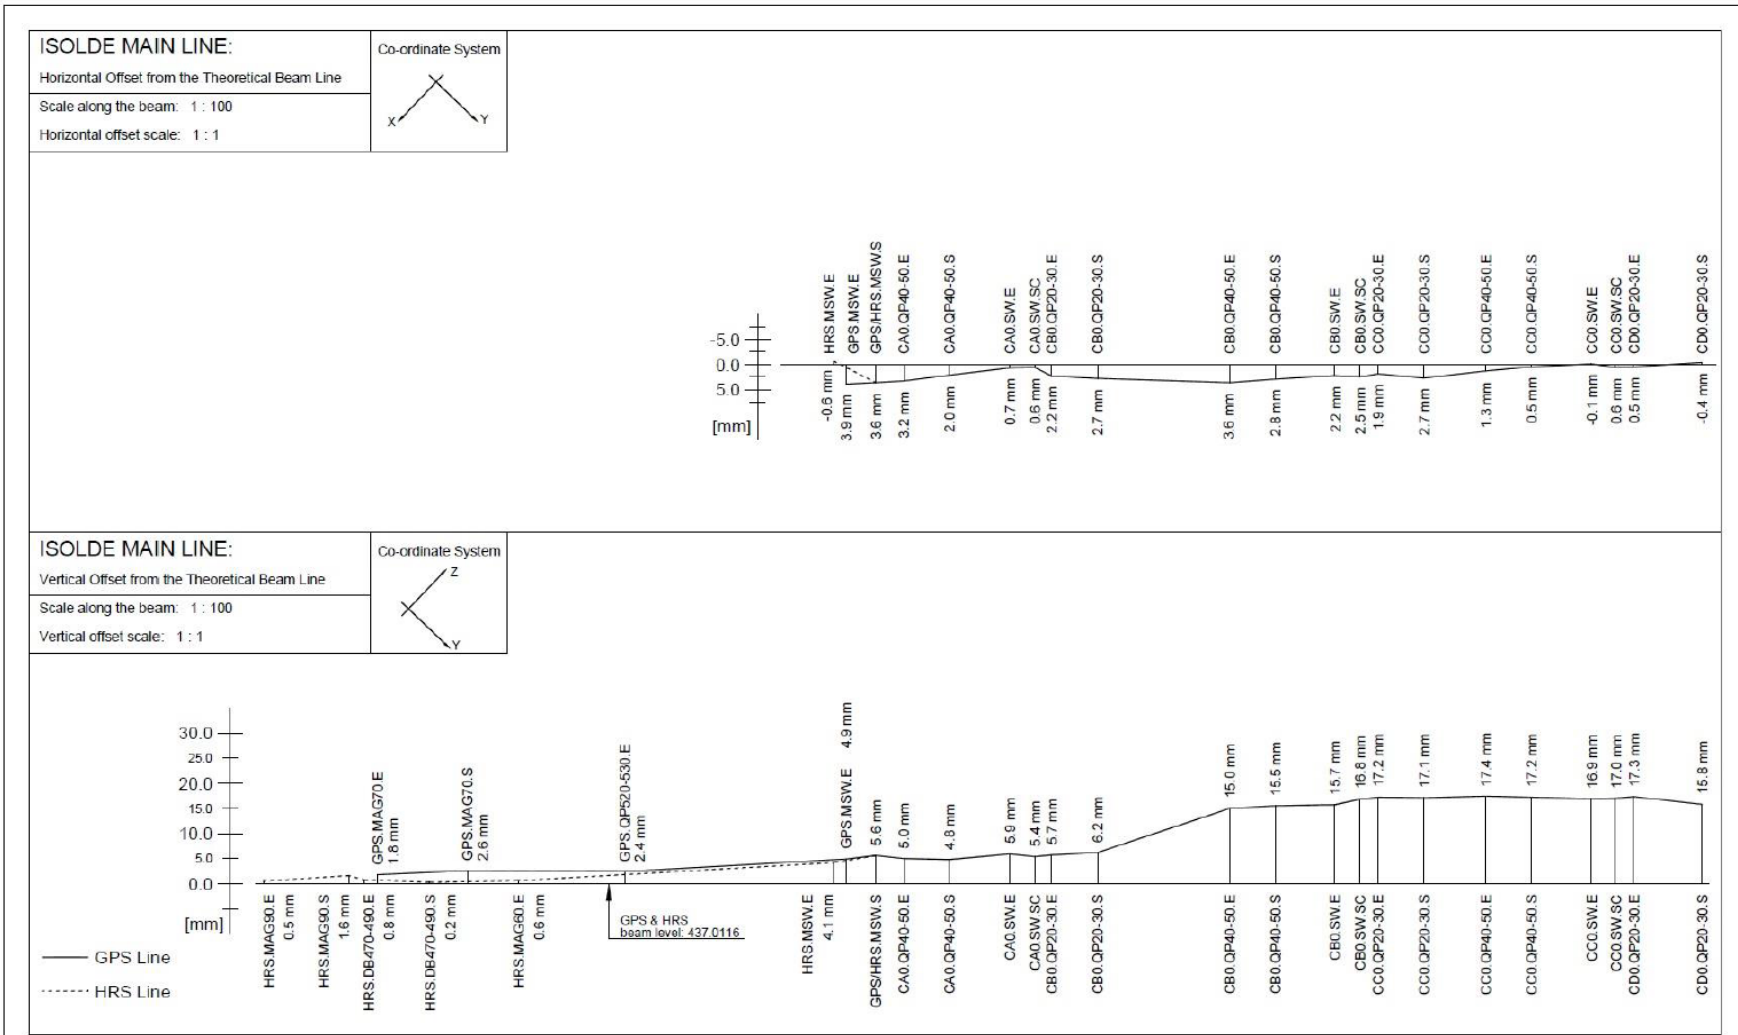 ISOLDE MAIN LINE:
Co-ordinate System
Horizontal Offset from the Theoretical Beam Line
Scale along the beam: 1 : 100
Horizontal offset scale: 1 : 1
X
Y
HRS.MSW.E
GPS.MSW.E
GPS/HRS.MSW.S
CA0.QP40-50.E
CA0.QP40-50.S
CA0.SW.E
CA0.SW.SC
CB0.QP20-30.E
CB0.QP20-30.S
CB0.QP40-50.E
CB0.QP40-50.S
CB0.SW.E
CB0.SW.SC
CC0.QP20-30.E
CC0.QP20-30.S
CC0.QP40-50.E
CC0.QP40-50.S
CC0.SW.E
CC0.SW.SC
CD0.QP20-30.E
CD0.QP20-30.S
-5.0
0.0
5.0
[mm]
-0.6 mm
3.9 mm
3.6 mm
3.2 mm
2.0 mm
0.7 mm
0.6 mm
2.2 mm
2.7 mm
3.6 mm
2.8 mm
2.2 mm
2.5 mm
1.9 mm
2.7 mm
1.3 mm
0.5 mm
-0.1 mm
0.6 mm
0.5 mm
-0.4 mm
ISOLDE MAIN LINE:
Co-ordinate System
Vertical Offset from the Theoretical Beam Line
Scale along the beam: 1 : 100
Vertical offset scale: 1 : 1
Z
Y
30.0
25.0
20.0
15.0
10.0
5.0
0.0
[mm]
GPS.MAG70.E
1.8 mm
GPS.MAG70.S
2.6 mm
GPS.QP520-530.E
2.4 mm
GPS.MSW.E 4.9 mm
5.6 mm
5.0 mm
4.8 mm
5.9 mm
5.4 mm
5.7 mm
6.2 mm
15.0 mm
15.5 mm
15.7 mm
16.8 mm
17.2 mm
17.1 mm
17.4 mm
17.2 mm
16.9 mm
17.0 mm
17.3 mm
15.8 mm
HRS.MAG90.E
0.5 mm
HRS.MAG90.S
1.6 mm
HRS.DB470-490.E
0.8 mm
HRS.DB470-490.S
0.2 mm
HRS.MAG60.E
0.6 mm
GPS & HRS
beam level: 437.0116
HRS.MSW.E
4.1 mm
GPS/HRS.MSW.S
CA0.QP40-50.E
CA0.QP40-50.S
CA0.SW.E
CA0.SW.SC
CB0.QP20-30.E
CB0.QP20-30.S
CB0.QP40-50.E
CB0.QP40-50.S
CB0.SW.E
CB0.SW.SC
CC0.QP20-30.E
CC0.QP20-30.S
CC0.QP40-50.E
CC0.QP40-50.S
CC0.SW.E
CC0.SW.SC
CD0.QP20-30.E
CD0.QP20-30.S
GPS Line
HRS Line